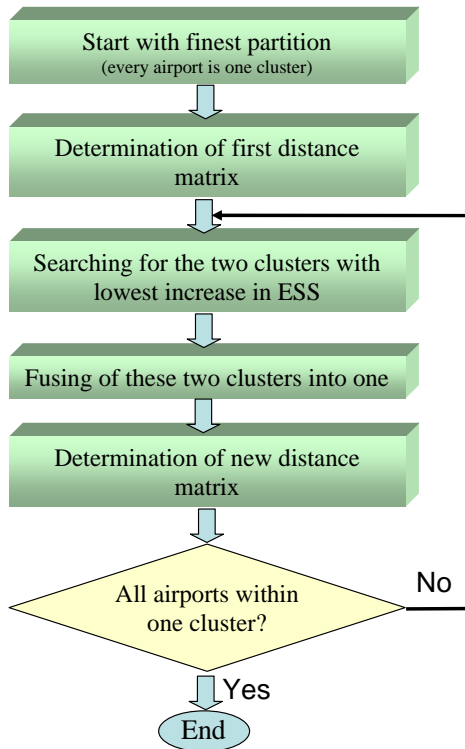 Start with finest partition
(every airport is one cluster)
Determination of first distance
matrix
Searching for the two clusters with
lowest increase in ESS
Fusing of these two clusters into one
Determination of new distance
matrix
All airports within
one cluster?
No
Yes
End